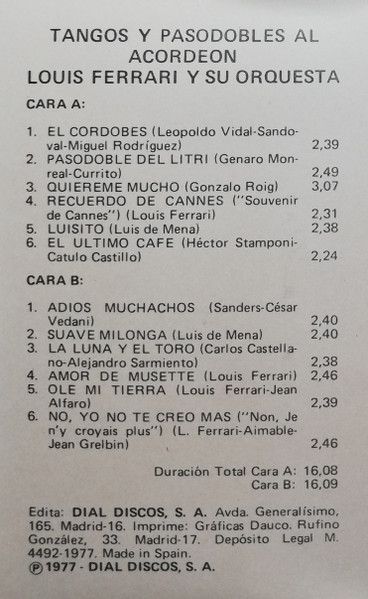 TANGOS Y PASODOBLES AL
ACORDEON
LOUIS FERRARI Y SU ORQUESTA
CARA A:
1. EL CORDOBES (Leopoldo Vidal-Sando-
val-Miguel Rodríguez) 2,39
2. PASODOBLE DEL LITRI (Genaro Mon-
real-Currito) 2,49
3. QUIEREME MUCHO (Gonzalo Roig) 3,07
4. RECUERDO DE CANNES ("Souvenir
de Cannes") (Louis Ferrari) 2,31
5. LUISITO (Luis de Mena) 2,38
6. EL ULTIMO CAFE (Héctor Stamponi-
Catulo Castillo) 2,24
CARA B:
1. ADIOS MUCHACHOS (Sanders-César
Vedani) 2,40
2. SUAVE MILONGA (Luis de Mena) 2,40
3. LA LUNA Y EL TORO (Carlos Castella-
no-Alejandro Sarmiento) 2,38
4. AMOR DE MUSETTE (Louis Ferrari) 2,46
5. OLE MI TIERRA (Louis Ferrari-Jean
Alfaro) 2,39
6. NO, YO NO TE CREO MAS ("Non, Je
n'y croyais plus") (L. Ferrari-Aimable-
Jean Grelbin) 2,46
Duración Total Cara A: 16,08
Cara B: 16,09
Edita: DIAL DISCOS, S. A. Avda. Generalísimo,
165. Madrid-16. Imprime: Gráficas Dauco. Rufino
González, 33. Madrid-17. Depósito Legal M.
4492-1977. Made in Spain.
Ⓟ 1977 - DIAL DISCOS, S. A.